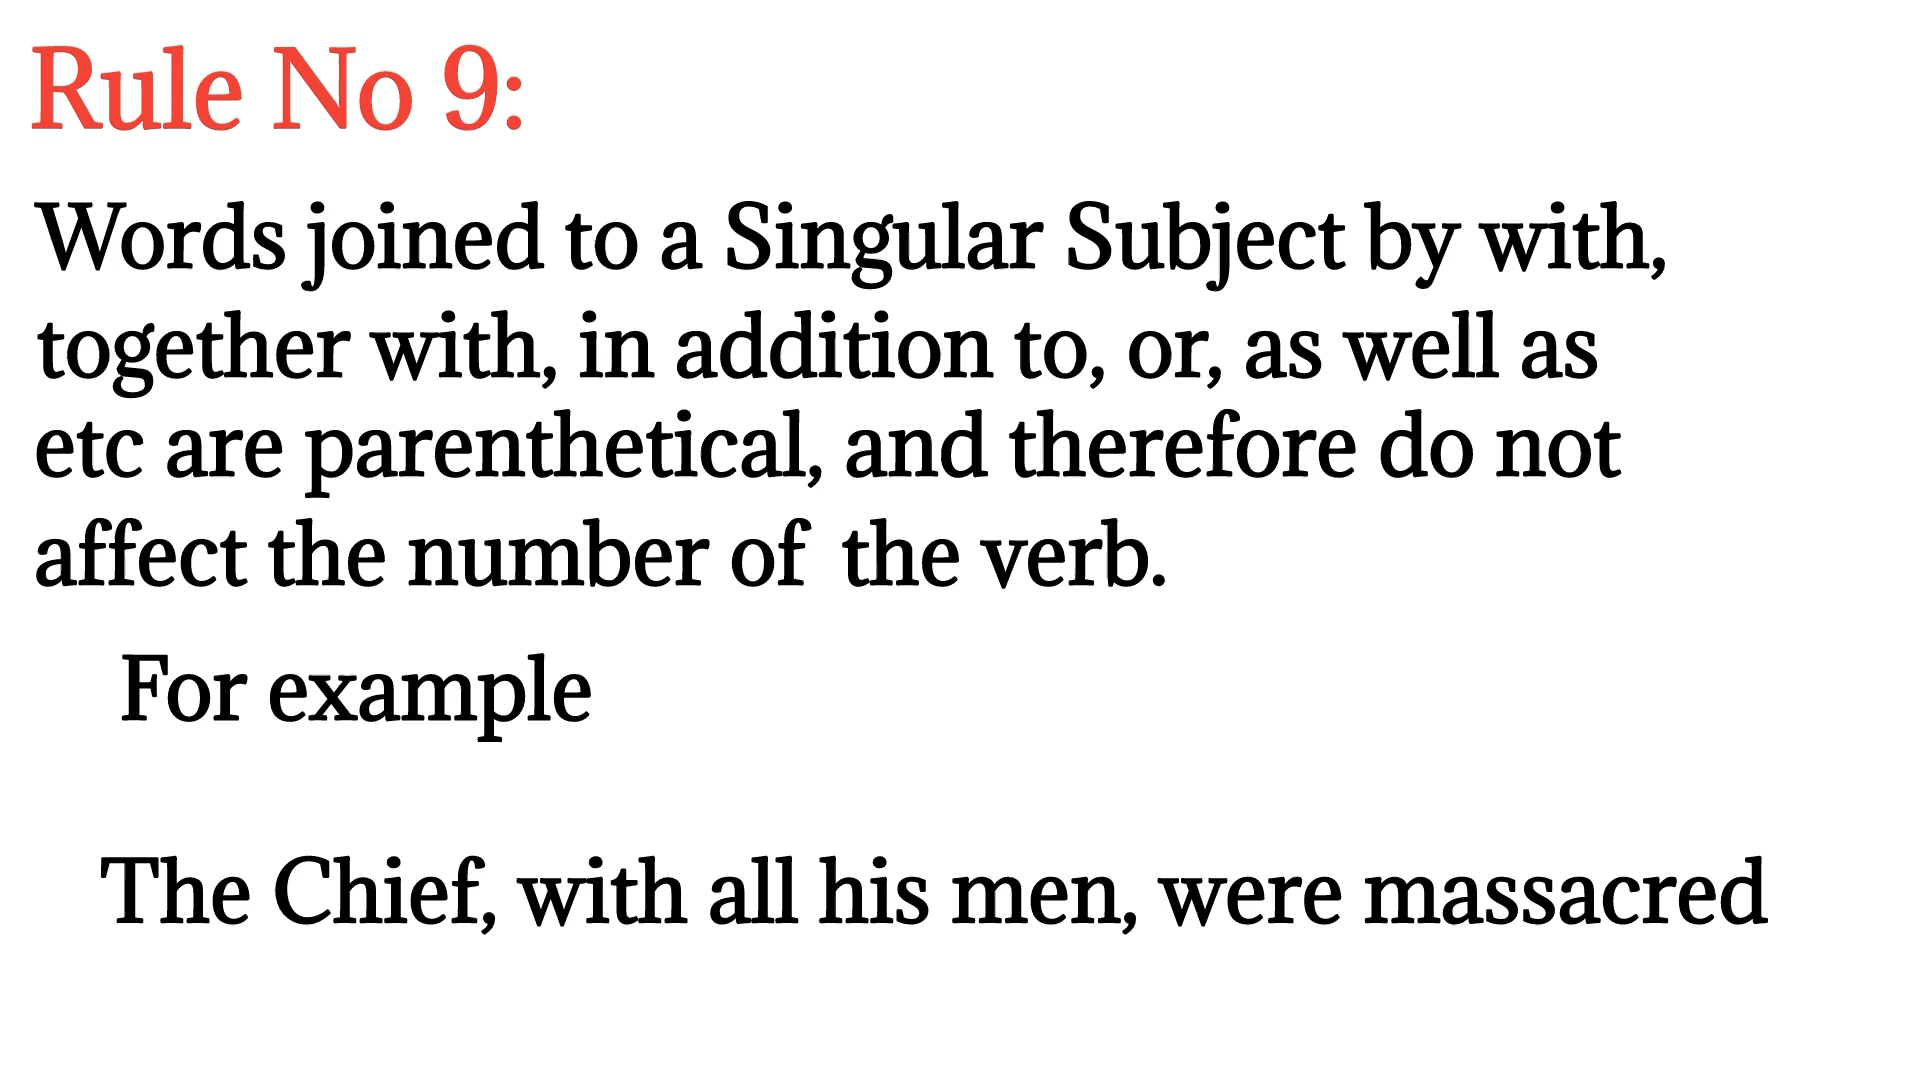 Rule No 9:
Words joined to a Singular Subject by with,
together with, in addition to, or, as well as
etc are parenthetical, and therefore do not
affect the number of the verb.
For example
The Chief, with all his men, were massacred